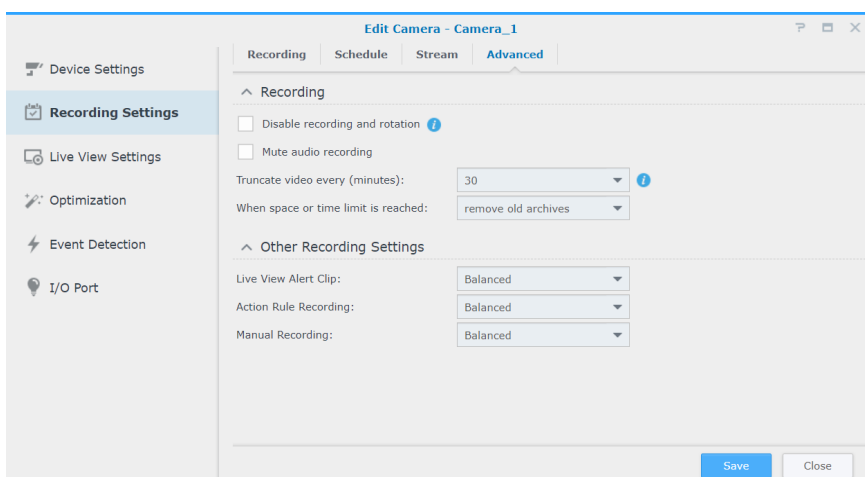 Edit Camera - Camera_1
Device Settings
Recording Settings
Live View Settings
Optimization
Event Detection
I/O Port
Recording Schedule Stream Advanced
Recording
Disable recording and rotation
Mute audio recording
Truncate video every (minutes): 30
When space or time limit is reached: remove old archives
Other Recording Settings
Live View Alert Clip: Balanced
Action Rule Recording: Balanced
Manual Recording: Balanced
Save Close